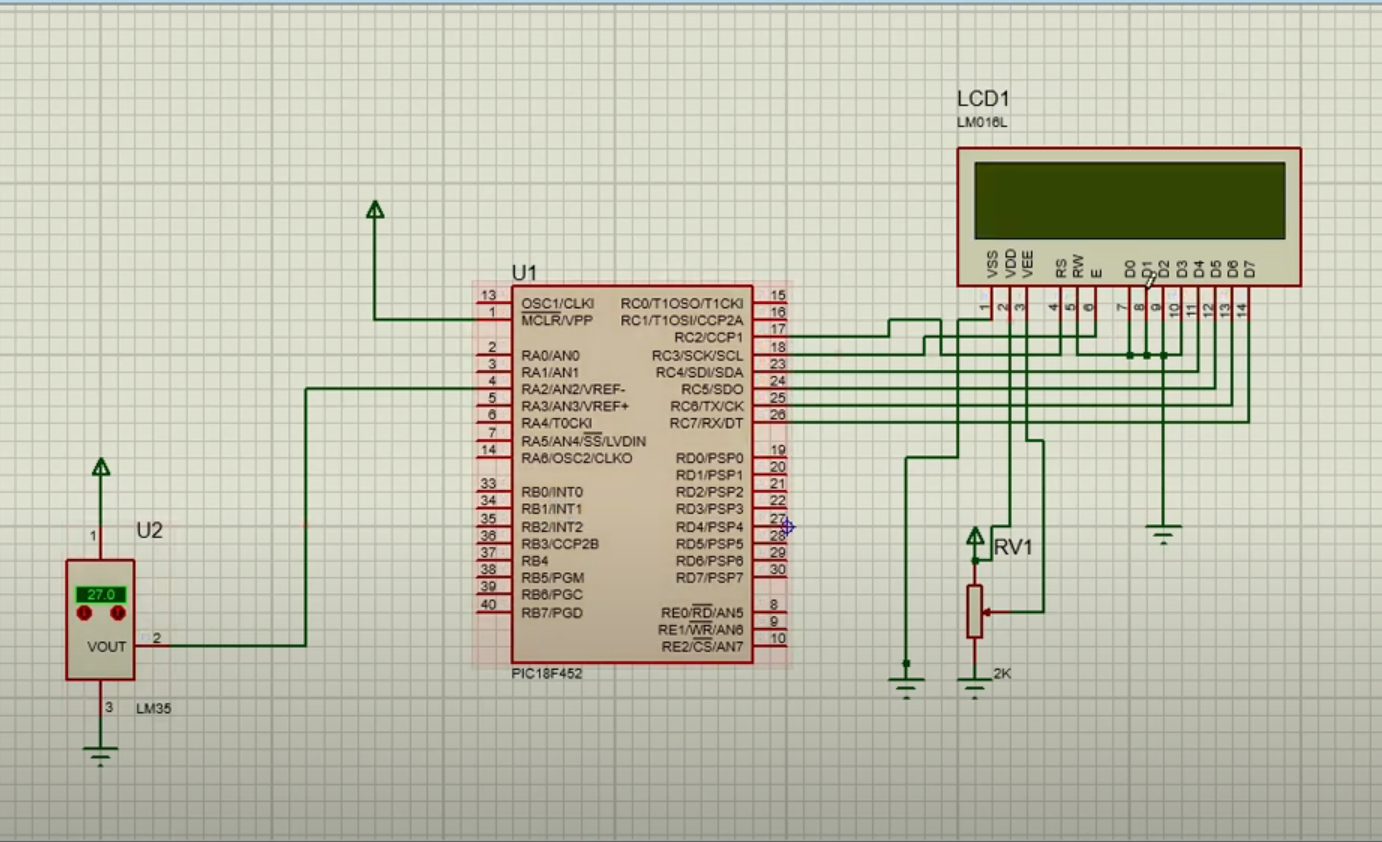 LCD1
LM016L
VSS
VDD
VEE
RS
RW
E
D0
D1
D2
D3
D4
D5
D6
D7
1
2
3
4
5
6
7
8
9
10
11
12
13
14
U1
13 OSC1/CLKI RC0/T1OSO/T1CKI 15
1 MCLR/VPP RC1/T1OSI/CCP2A 16
RC2/CCP1 17
2 RA0/AN0 RC3/SCK/SCL 18
3 RA1/AN1 RC4/SDI/SDA 23
4 RA2/AN2/VREF- RC5/SDO 24
5 RA3/AN3/VREF+ RC6/TX/CK 25
6 RA4/T0CKI RC7/RX/DT 26
7 RA5/AN4/SS/LVDIN
14 RA6/OSC2/CLKO RD0/PSP0 19
RD1/PSP1 20
33 RB0/INT0 RD2/PSP2 21
34 RB1/INT1 RD3/PSP3 22
35 RB2/INT2 RD4/PSP4 27
36 RB3/CCP2B RD5/PSP5 28
37 RB4 RD6/PSP6 29
38 RB5/PGM RD7/PSP7 30
39 RB6/PGC
40 RB7/PGD RE0/RD/AN5 8
RE1/WR/AN6 9
RE2/CS/AN7 10
PIC18F452
1
U2
27.0
VOUT 2
3
LM35
RV1
2K